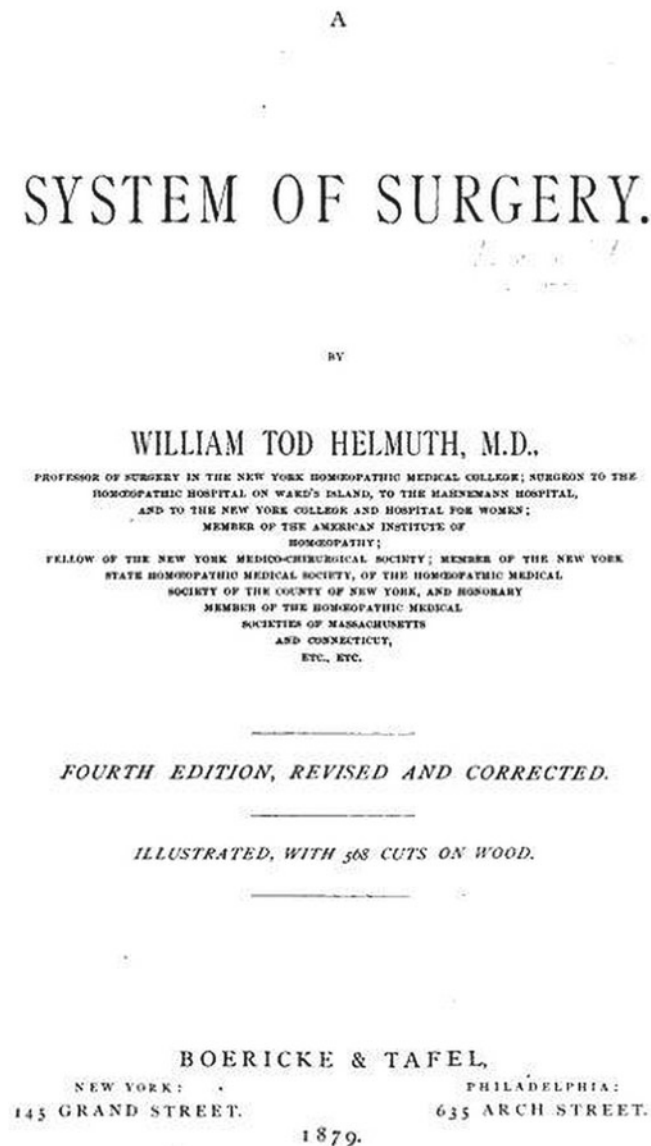 A
SYSTEM OF SURGERY.
BY
WILLIAM TOD HELMUTH, M.D.,
PROFESSOR OF SURGERY IN THE NEW YORK HOMŒOPATHIC MEDICAL COLLEGE; SURGEON TO THE
HOMŒOPATHIC HOSPITAL ON WARD'S ISLAND, TO THE HAHNEMANN HOSPITAL,
AND TO THE NEW YORK COLLEGE AND HOSPITAL FOR WOMEN;
MEMBER OF THE AMERICAN INSTITUTE OF
HOMŒOPATHY;
FELLOW OF THE NEW YORK MEDICO-CHIRURGICAL SOCIETY; MEMBER OF THE NEW YORK
STATE HOMŒOPATHIC MEDICAL SOCIETY, OF THE HOMŒOPATHIC MEDICAL
SOCIETY OF THE COUNTY OF NEW YORK, AND HONORARY
MEMBER OF THE HOMŒOPATHIC MEDICAL
SOCIETIES OF MASSACHUSETTS
AND CONNECTICUT,
ETC., ETC.
FOURTH EDITION, REVISED AND CORRECTED.
ILLUSTRATED, WITH 568 CUTS ON WOOD.
BOERICKE & TAFEL,
NEW YORK: PHILADELPHIA:
145 GRAND STREET. 635 ARCH STREET.
1879.